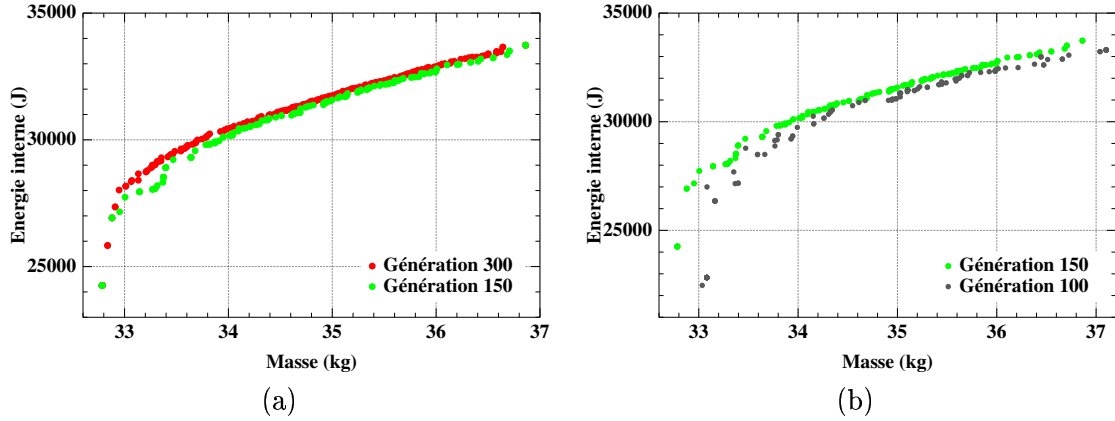 35000
30000
25000
Energie interne (J)
Génération 300
Génération 150
33
34
35
36
37
Masse (kg)
(a)
35000
30000
25000
Energie interne (J)
Génération 150
Génération 100
33
34
35
36
37
Masse (kg)
(b)